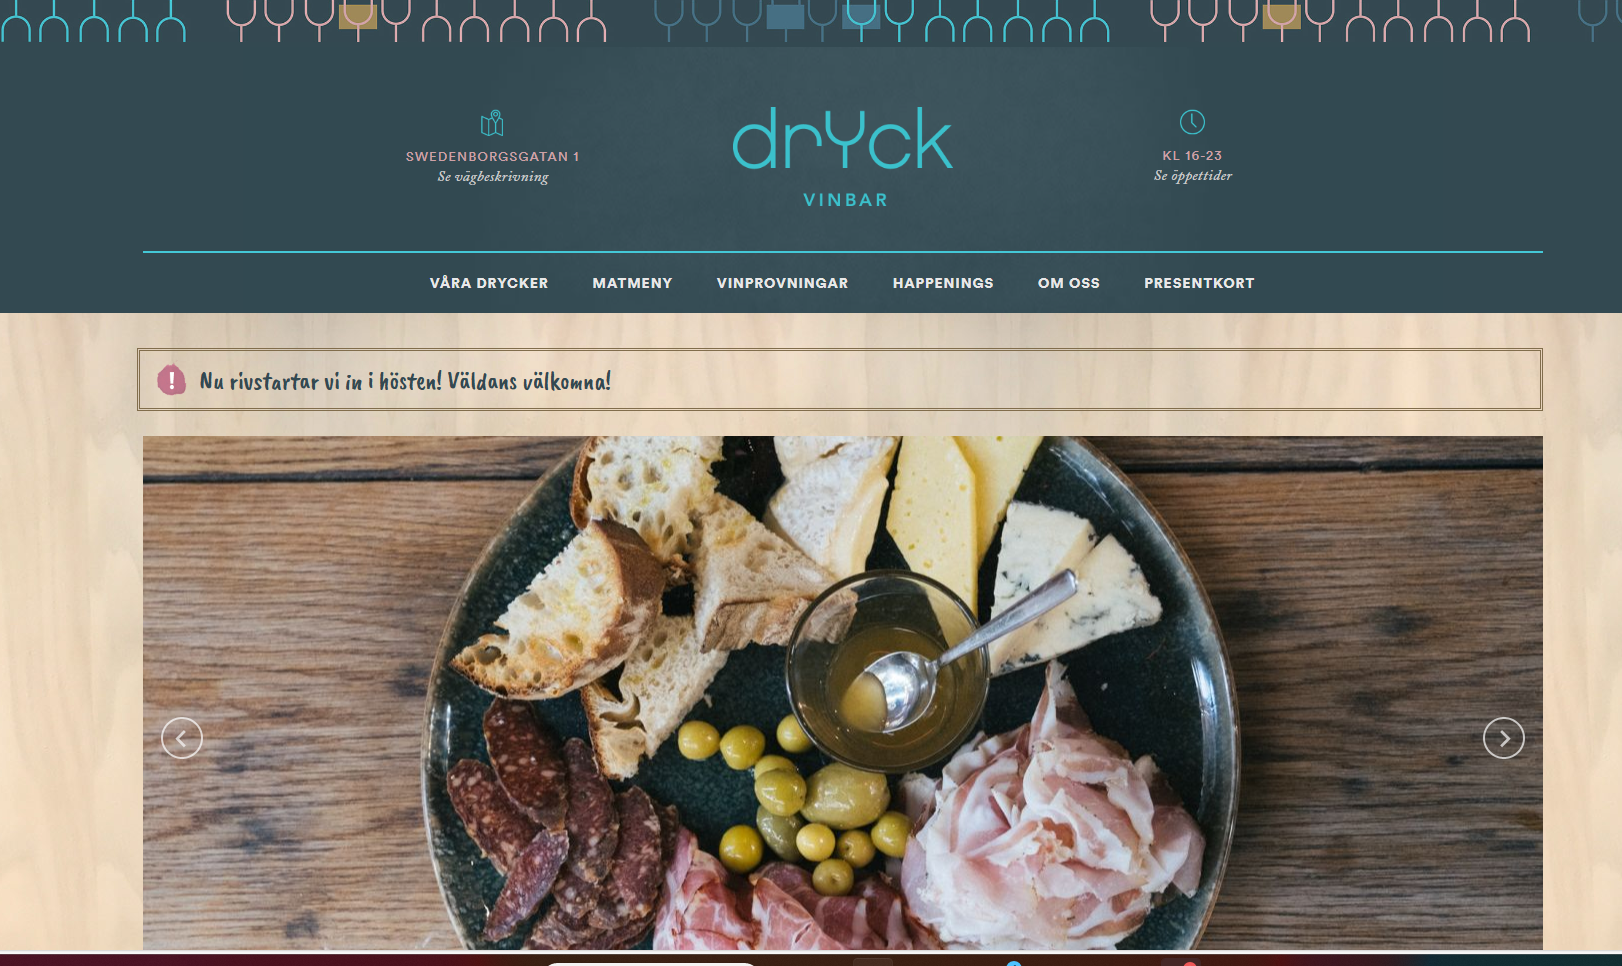 dryck
VINBAR
SWEDENBORGSGATAN 1
Se vägbeskrivning
KL 16-23
Se öppettider
VÅRA DRYCKER
MATMENY
VINPROVNINGAR
HAPPENINGS
OM OSS
PRESENTKORT
! Nu rivstartar vi in i hösten! Väldans välkomna!